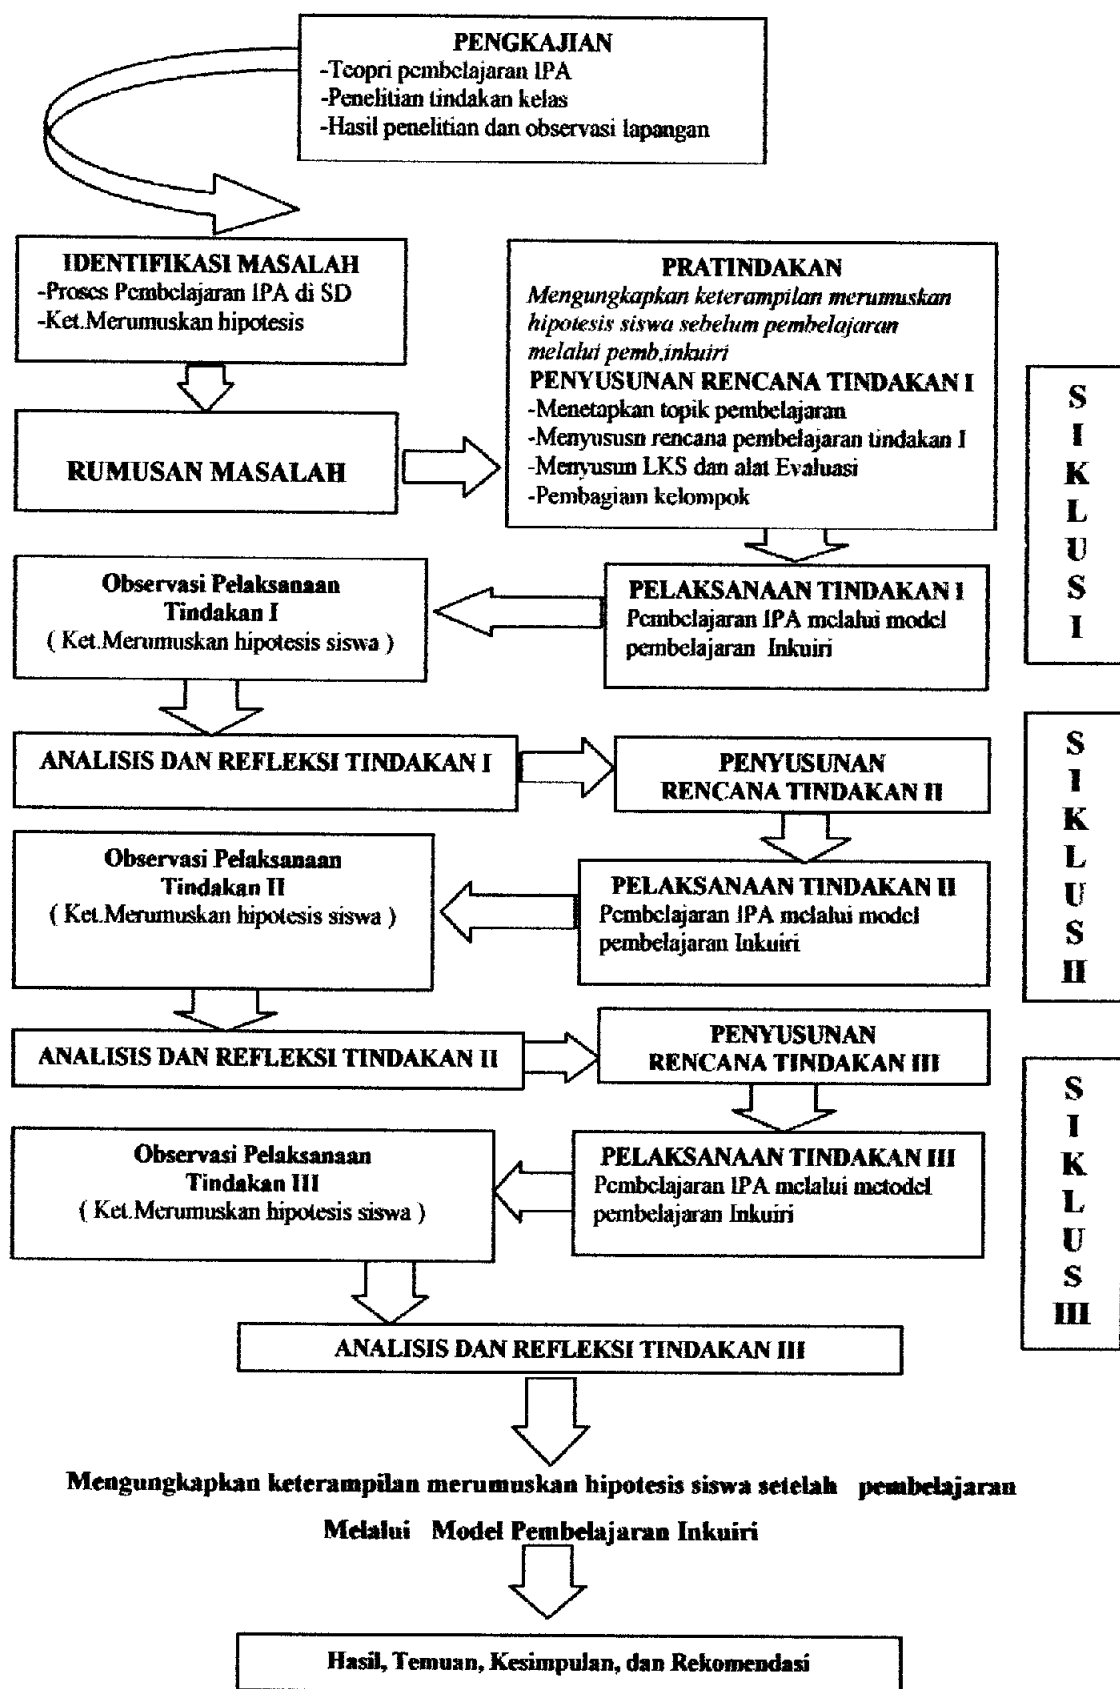 PENGKAJIAN
-Teopri pembelajaran IPA
-Penelitian tindakan kelas
-Hasil penelitian dan observasi lapangan
IDENTIFIKASI MASALAH
-Proses Pembelajaran IPA di SD
-Ket.Merumuskan hipotesis
RUMUSAN MASALAH
PRATINDAKAN
Mengungkapkan keterampilan merumuskan
hipotesis siswa sebelum pembelajaran
melalui pemb.inkuiri
PENYUSUNAN RENCANA TINDAKAN I
-Menetapkan topik pembelajaran
-Menyususn rencana pembelajaran tindakan I
-Menyusun LKS dan alat Evaluasi
-Pembagiam kelompok
PELAKSANAAN TINDAKAN I
Pembelajaran IPA melalui model
pembelajaran Inkuiri
Observasi Pelaksanaan
Tindakan I
( Ket.Merumuskan hipotesis siswa )
S
I
K
L
U
S
I
ANALISIS DAN REFLEKSI TINDAKAN I
PENYUSUNAN
RENCANA TINDAKAN II
PELAKSANAAN TINDAKAN II
Pembelajaran IPA melalui model
pembelajaran Inkuiri
Observasi Pelaksanaan
Tindakan II
( Ket.Merumuskan hipotesis siswa )
S
I
K
L
U
S
II
ANALISIS DAN REFLEKSI TINDAKAN II
PENYUSUNAN
RENCANA TINDAKAN III
PELAKSANAAN TINDAKAN III
Pembelajaran IPA melalui metodel
pembelajaran Inkuiri
Observasi Pelaksanaan
Tindakan III
( Ket.Merumuskan hipotesis siswa )
S
I
K
L
U
S
III
ANALISIS DAN REFLEKSI TINDAKAN III
Mengungkapkan keterampilan merumuskan hipotesis siswa setelah pembelajaran
Melalui Model Pembelajaran Inkuiri
Hasil, Temuan, Kesimpulan, dan Rekomendasi